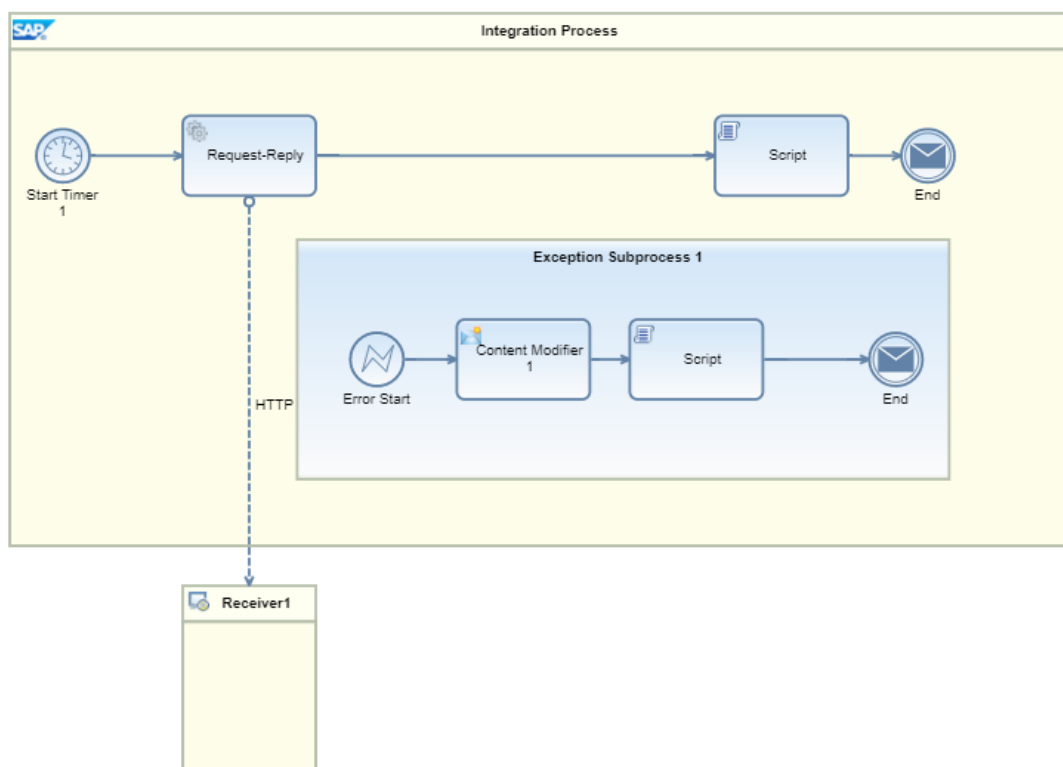 SAP
Integration Process
Request-Reply
Script
Start Timer
1
End
Exception Subprocess 1
Content Modifier
1
Script
Error Start
End
HTTP
Receiver1